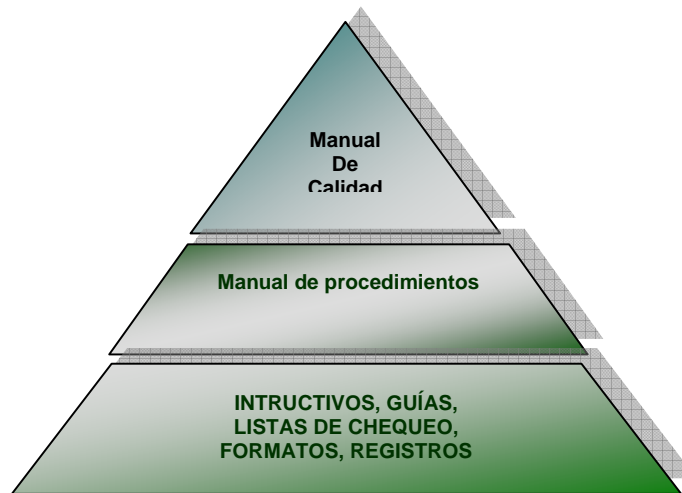 Manual
De
Calidad
Manual de procedimientos
INTRUCTIVOS, GUÍAS,
LISTAS DE CHEQUEO,
FORMATOS, REGISTROS